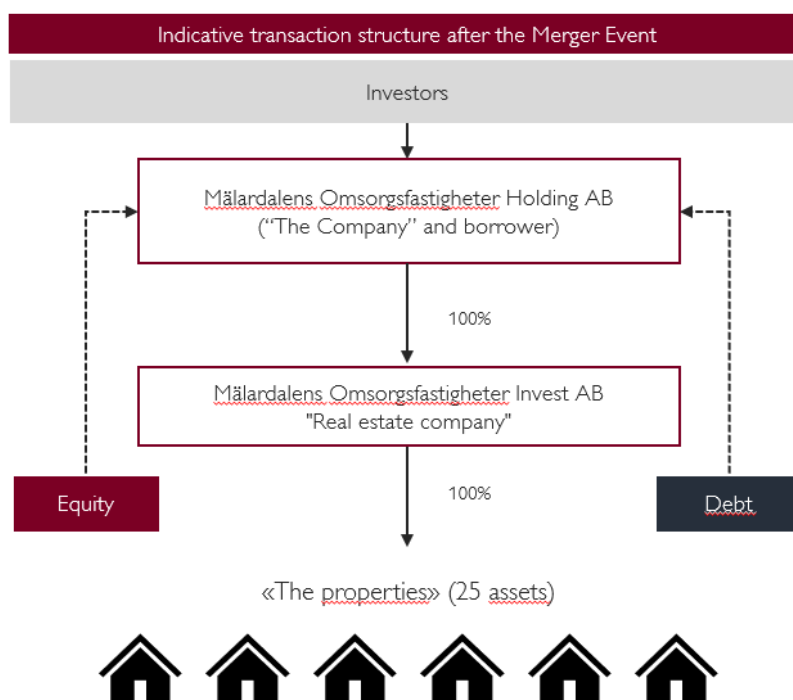 Indicative transaction structure after the Merger Event
Investors
Mälardalens Omsorgsfastigheter Holding AB
(“The Company” and borrower)
100%
Mälardalens Omsorgsfastigheter Invest AB
"Real estate company"
Equity
100%
Debt
«The properties» (25 assets)